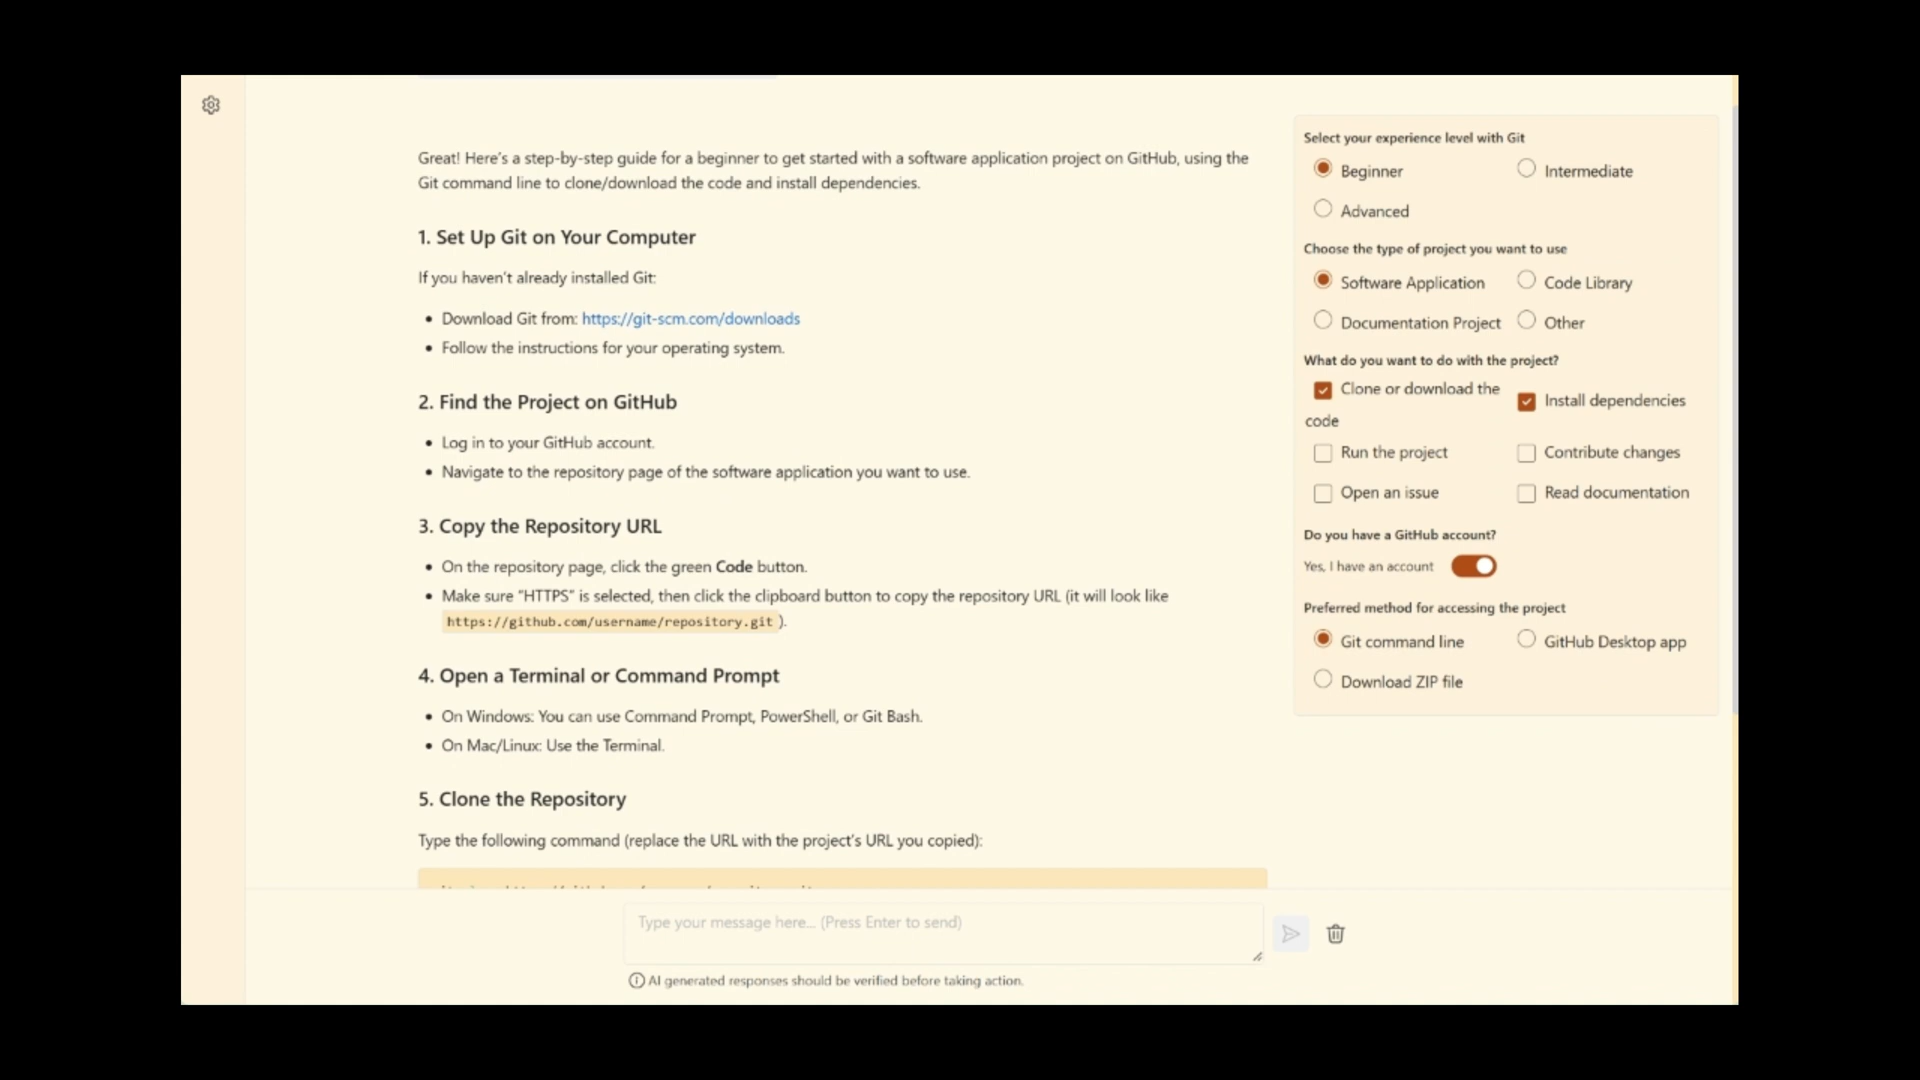 Great! Here's a step-by-step guide for a beginner to get started with a software application project on GitHub, using the
Git command line to clone/download the code and install dependencies.
1. Set Up Git on Your Computer
If you haven't already installed Git:
• Download Git from: https://git-scm.com/downloads
• Follow the instructions for your operating system.
2. Find the Project on GitHub
• Log in to your GitHub account.
• Navigate to the repository page of the software application you want to use.
3. Copy the Repository URL
• On the repository page, click the green Code button.
• Make sure "HTTPS" is selected, then click the clipboard button to copy the repository URL (it will look like
https://github.com/username/repository.git ).
4. Open a Terminal or Command Prompt
• On Windows: You can use Command Prompt, PowerShell, or Git Bash.
• On Mac/Linux: Use the Terminal.
5. Clone the Repository
Type the following command (replace the URL with the project's URL you copied):
Type your message here... (Press Enter to send)
AI generated responses should be verified before taking action.
Select your experience level with Git
Beginner Intermediate
Advanced
Choose the type of project you want to use
Software Application Code Library
Documentation Project Other
What do you want to do with the project?
Clone or download the
code
Install dependencies
Run the project Contribute changes
Open an issue Read documentation
Do you have a GitHub account?
Yes, I have an account
Preferred method for accessing the project
Git command line GitHub Desktop app
Download ZIP file